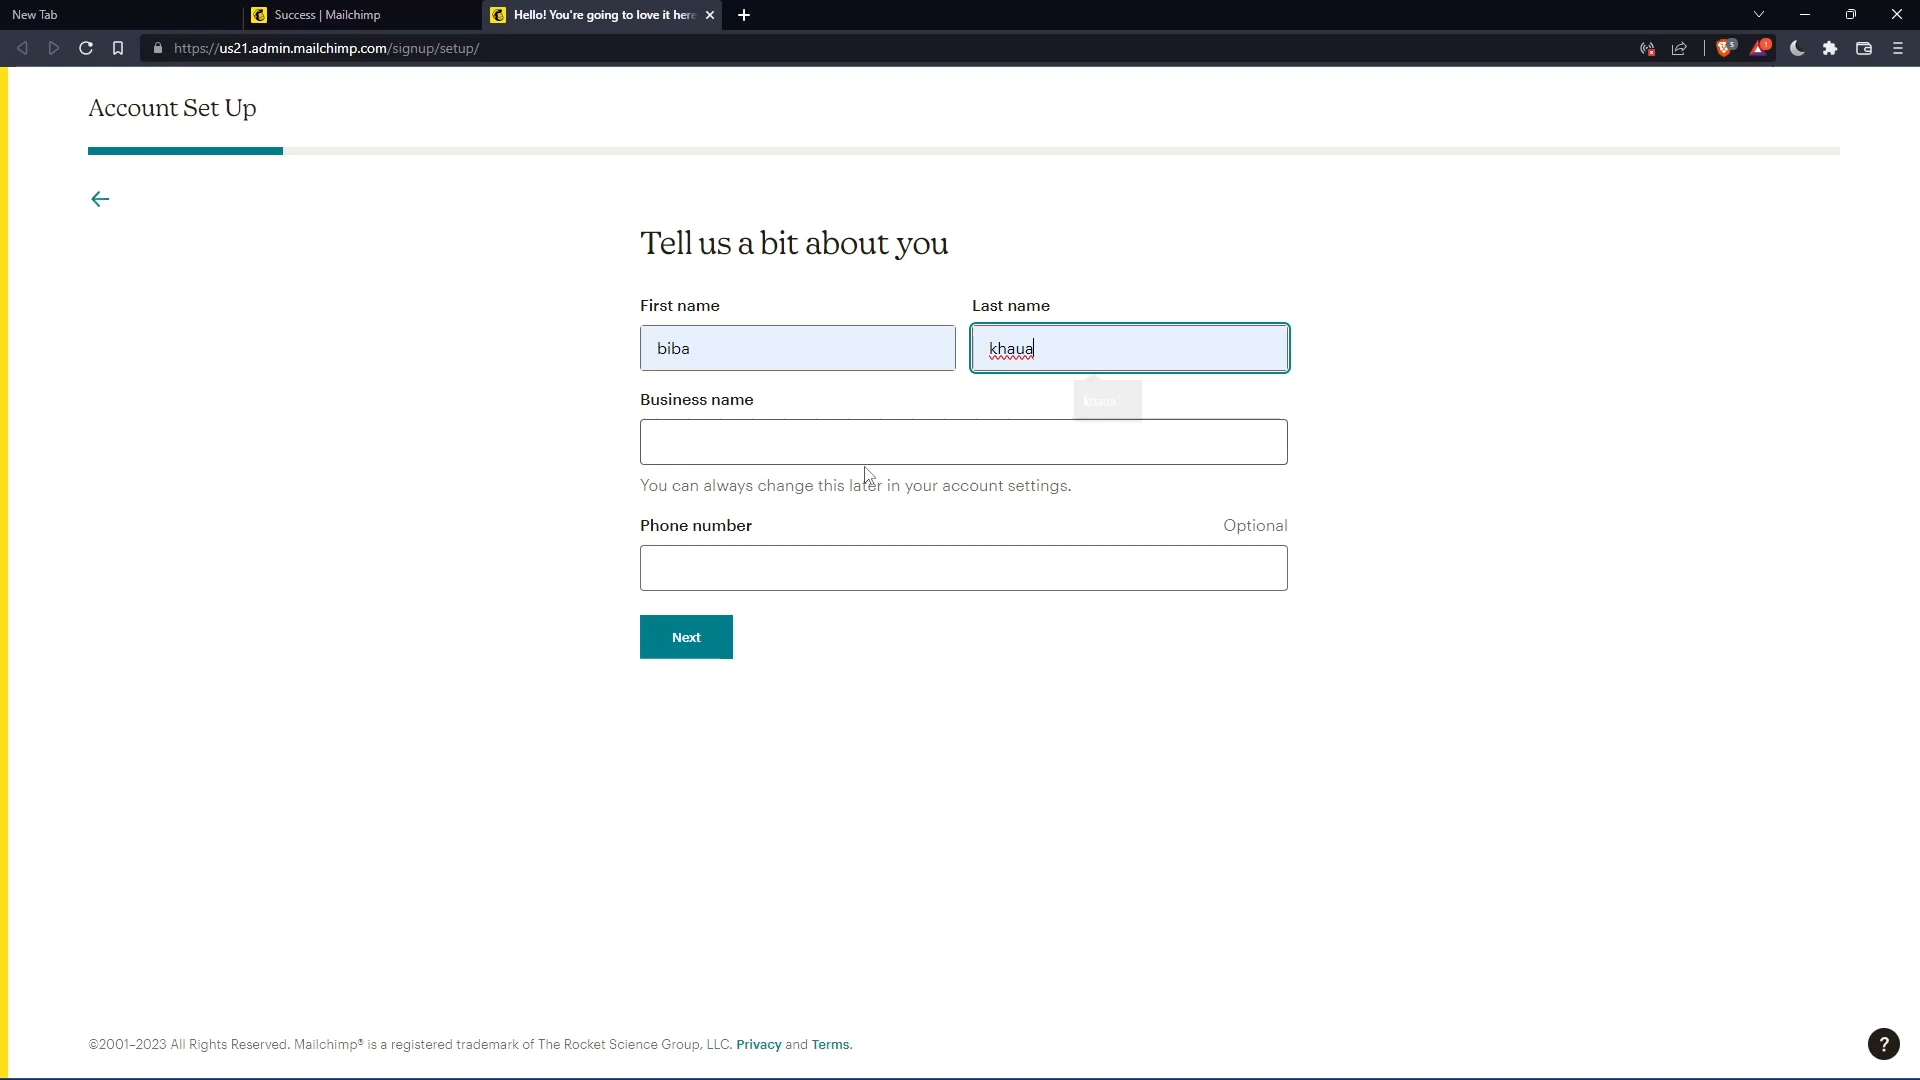 New Tab
Success | Mailchimp
Hello! You're going to love it here
https://us21.admin.mailchimp.com/signup/setup/
5
1
Account Set Up
Tell us a bit about you
First name
Last name
biba
khaua
khaua
Business name
You can always change this later in your account settings.
Phone number
Optional
Next
©2001–2023 All Rights Reserved. Mailchimp® is a registered trademark of The Rocket Science Group, LLC. Privacy and Terms.
?